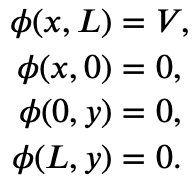 ϕ(x, L) = V,
ϕ(x, 0) = 0,
ϕ(0, y) = 0,
ϕ(L, y) = 0.